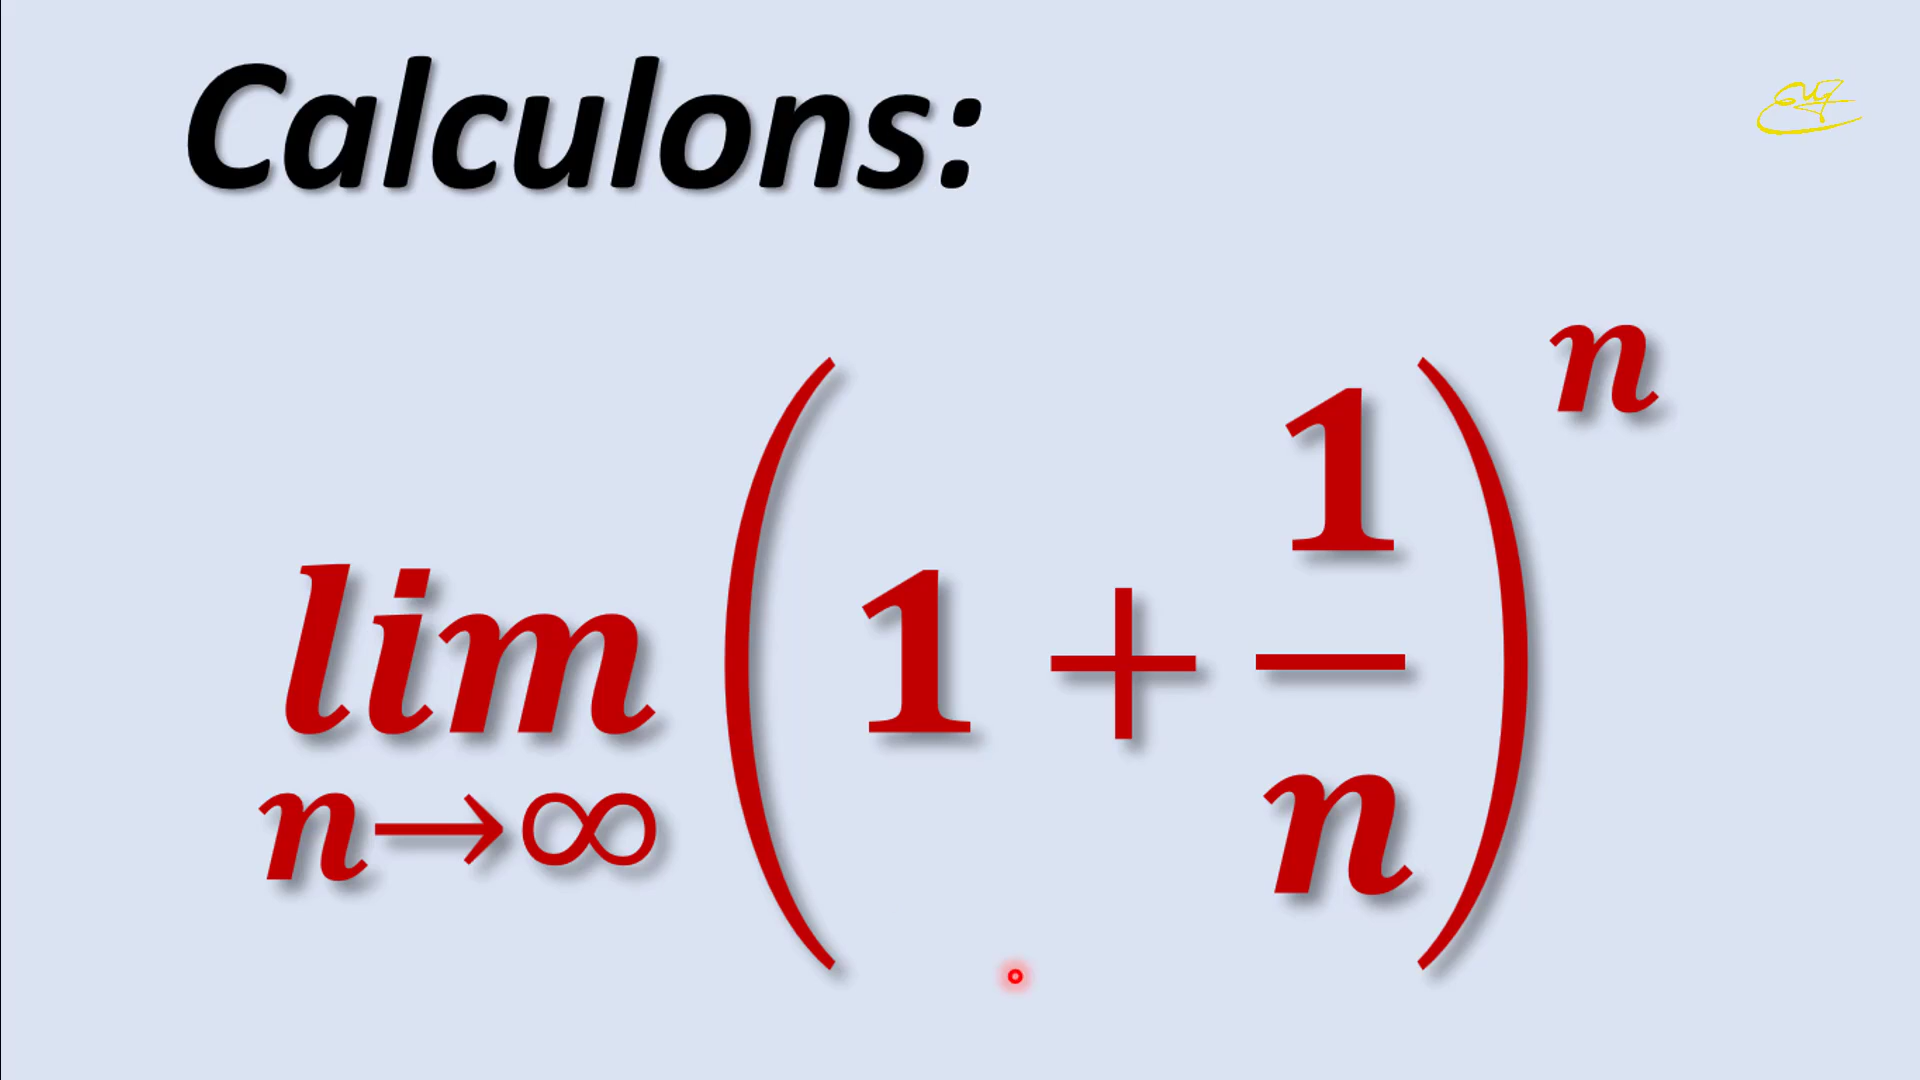 Calculons:
lim n→∞ (1 + 1/n)^n